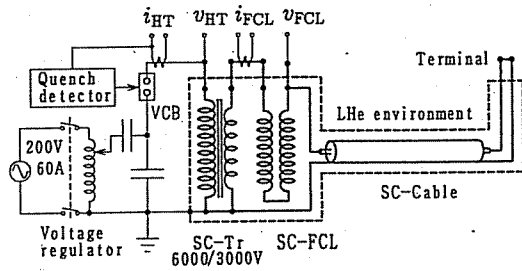 iHT vHT iFCL vFCL
Terminal
Quench
detector
VCB
LHe environment
200V
60A
SC-Cable
Voltage
regulator
SC-Tr SC-FCL
6000/3000V